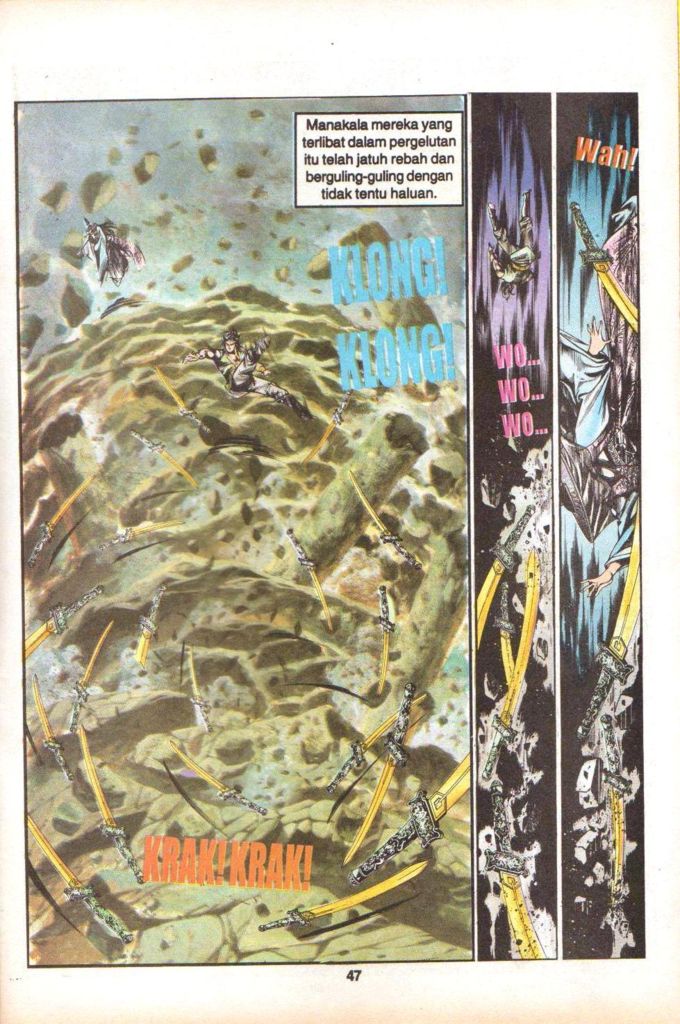 Manakala mereka yang
terlibat dalam pergelutan
itu telah jatuh rebah dan
berguling-guling dengan
tidak tentu haluan.
KLONG!
KLONG!
KRAK! KRAK!
WO...
WO...
WO...
Wah!
47